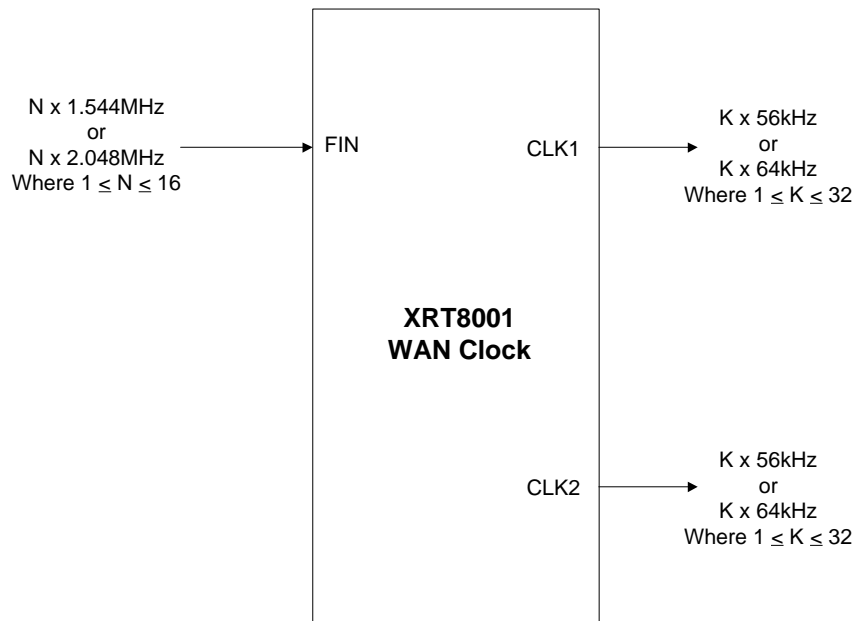 N x 1.544MHz
or
N x 2.048MHz
Where 1 ≤ N ≤ 16
FIN
CLK1
K x 56kHz
or
K x 64kHz
Where 1 ≤ K ≤ 32
XRT8001
WAN Clock
CLK2
K x 56kHz
or
K x 64kHz
Where 1 ≤ K ≤ 32